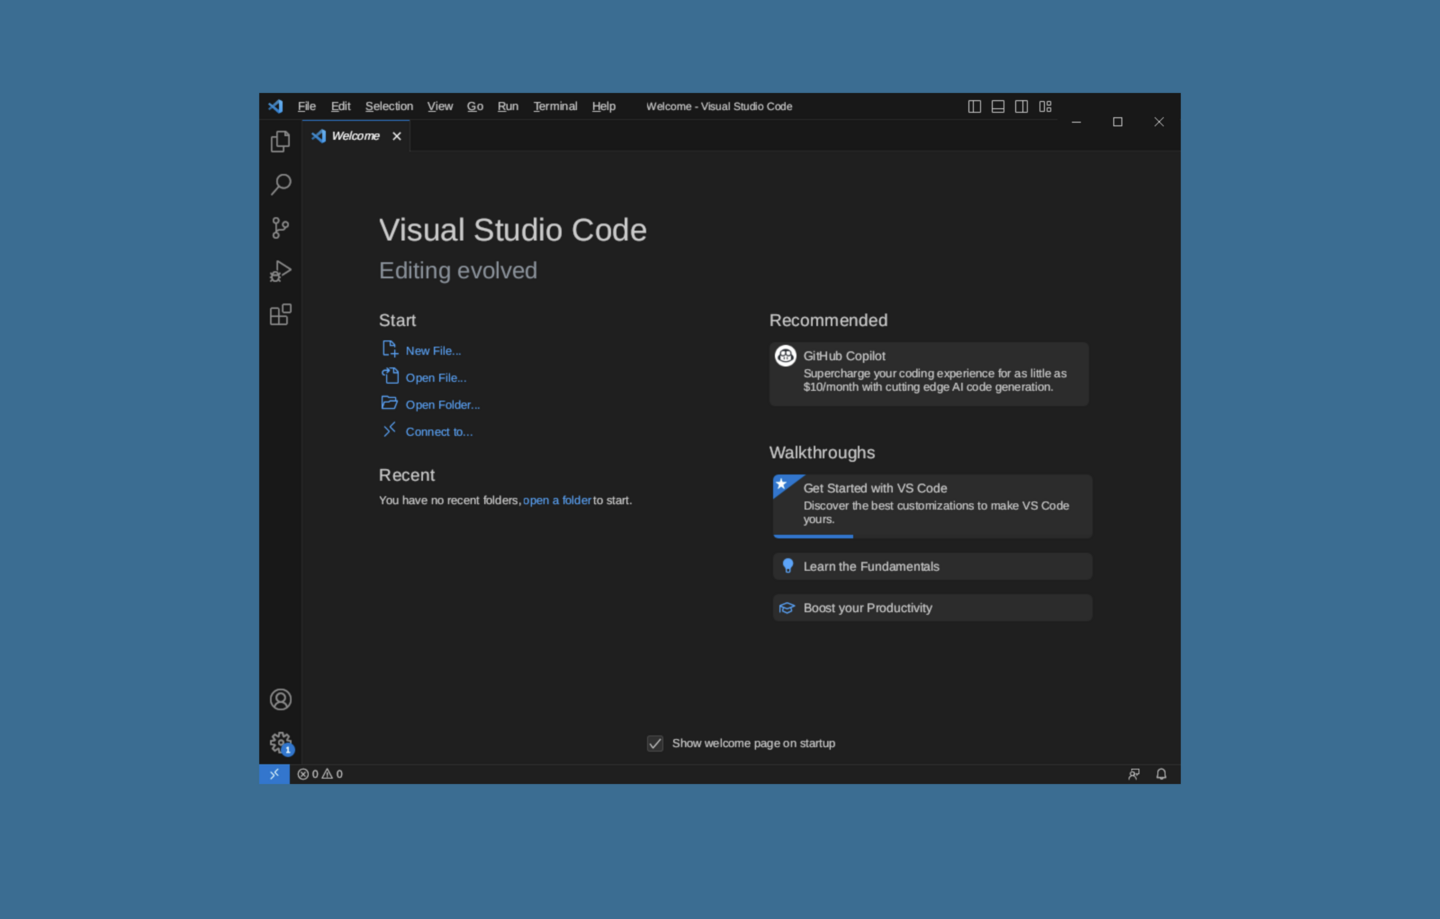 File Edit Selection View Go Run Terminal Help Welcome - Visual Studio Code
Welcome
Visual Studio Code
Editing evolved
Start
New File...
Open File...
Open Folder...
Connect to...
Recent
You have no recent folders, open a folder to start.
Recommended
GitHub Copilot
Supercharge your coding experience for as little as
$10/month with cutting edge AI code generation.
Walkthroughs
Get Started with VS Code
Discover the best customizations to make VS Code
yours.
Learn the Fundamentals
Boost your Productivity
Show welcome page on startup
1
0 0